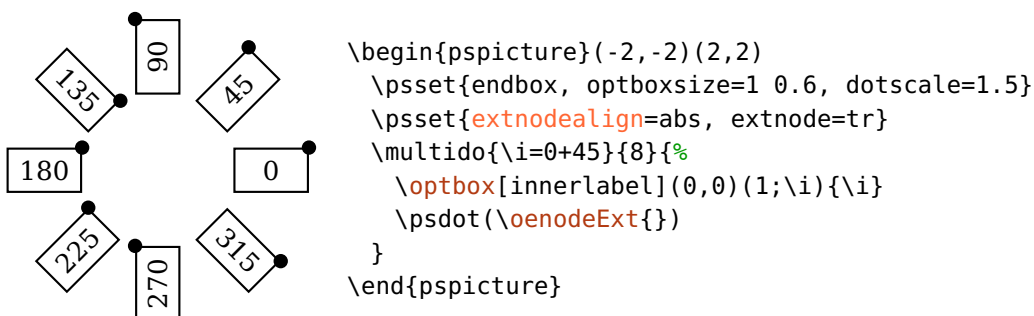 90
135
45
180
0
225
315
270
\begin{pspicture}(-2,-2)(2,2)
\psset{endbox, optboxsize=1 0.6, dotscale=1.5}
\psset{extnodealign=abs, extnode=tr}
\multido{\i=0+45}{8}{%
\optbox[innerlabel](0,0)(1;\i){\i}
\psdot(\oenodeExt{})
}
\end{pspicture}